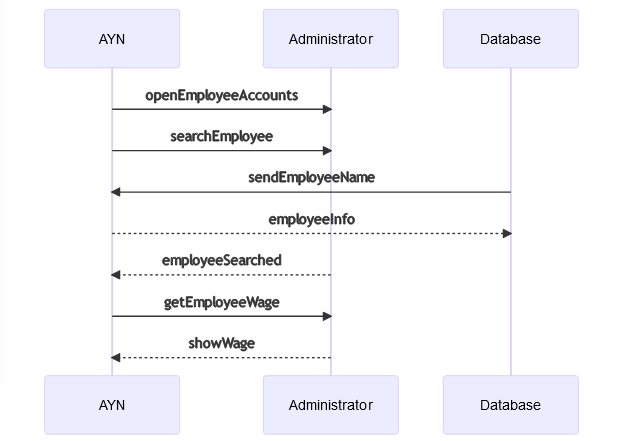 AYN
Administrator
Database
openEmployeeAccounts
searchEmployee
sendEmployeeName
employeeInfo
employeeSearched
getEmployeeWage
showWage
AYN
Administrator
Database